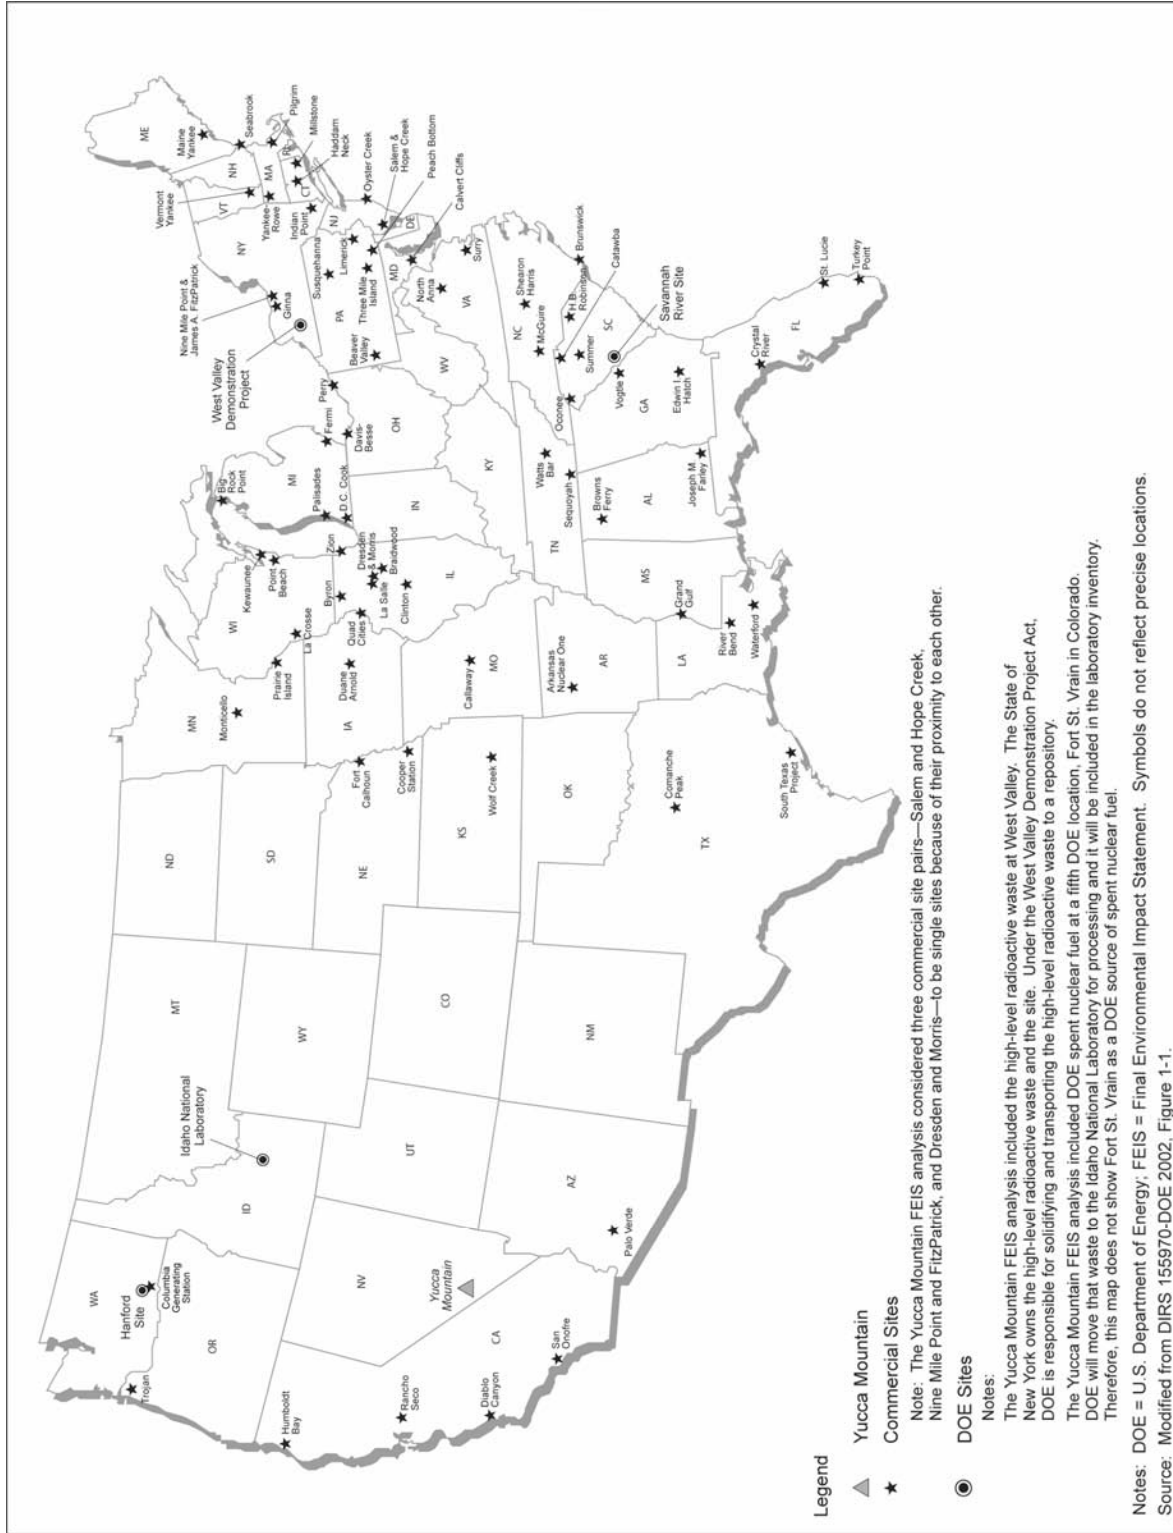 WA
Hanford
Site
Columbia
Generating
Station
Trojan
OR
Humboldt
Bay
Rancho
Seco
Diablo
Canyon
CA
San
Onofre
NV
Yucca
Mountain
Idaho National
Laboratory
ID
MT
WY
UT
CO
AZ
Palo Verde
NM
ND
SD
NE
KS
Wolf Creek
OK
TX
Comanche
Peak
South Texas
Project
MN
Monticello
Prairie
Island
IA
Duane
Arnold
Fort
Calhoun
Cooper
Station
MO
Callaway
AR
Arkansas
Nuclear One
LA
River
Bend
Waterford
WI
La Crosse
Kewaunee
Point
Beach
IL
Byron
Quad
Cities
Zion
Dresden
& Morris
La Salle
Braidwood
Clinton
MI
Big
Rock
Point
Palisades
D.C. Cook
Fermi
IN
OH
Davis-
Besse
Perry
KY
TN
Watts
Bar
Sequoyah
MS
Grand
Gulf
AL
Browns
Ferry
Joseph M.
Farley
GA
Vogtle
Edwin I.
Hatch
FL
Crystal
River
St. Lucie
Turkey
Point
SC
Oconee
Summer
H.B.
Robinson
Catawba
Savannah
River Site
NC
McGuire
Shearon
Harris
Brunswick
VA
North
Anna
Surry
WV
MD
Calvert Cliffs
DE
PA
Beaver
Valley
Susquehanna
Three Mile
Island
Limerick
Peach Bottom
NJ
Salem &
Hope Creek
Oyster Creek
NY
West Valley
Demonstration
Project
Nine Mile Point &
James A. FitzPatrick
Ginna
Indian
Point
VT
Vermont
Yankee
NH
Seabrook
MA
Yankee-
Rowe
Pilgrim
RI
CT
Millstone
Haddam
Neck
ME
Maine
Yankee
Legend
Yucca Mountain
Commercial Sites
Note: The Yucca Mountain FEIS analysis considered three commercial site pairs—Salem and Hope Creek,
Nine Mile Point and FitzPatrick, and Dresden and Morris—to be single sites because of their proximity to each other.
DOE Sites
Notes:
The Yucca Mountain FEIS analysis included the high-level radioactive waste at West Valley. The State of
New York owns the high-level radioactive waste and the site. Under the West Valley Demonstration Project Act,
DOE is responsible for solidifying and transporting the high-level radioactive waste to a repository.
The Yucca Mountain FEIS analysis included DOE spent nuclear fuel at a fifth DOE location, Fort St. Vrain in Colorado.
DOE will move that waste to the Idaho National Laboratory for processing and it will be included in the laboratory inventory.
Therefore, this map does not show Fort St. Vrain as a DOE source of spent nuclear fuel.
Notes: DOE = U.S. Department of Energy; FEIS = Final Environmental Impact Statement. Symbols do not reflect precise locations.
Source: Modified from DIRS 155970-DOE 2002, Figure 1-1.